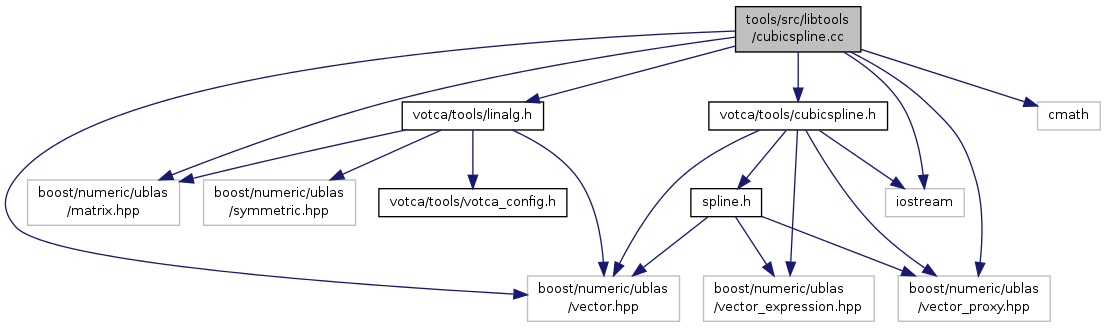 tools/src/libtools
/cubicspline.cc
votca/tools/linalg.h
votca/tools/cubicspline.h
cmath
boost/numeric/ublas
/matrix.hpp
boost/numeric/ublas
/symmetric.hpp
votca/tools/votca_config.h
spline.h
iostream
boost/numeric/ublas
/vector.hpp
boost/numeric/ublas
/vector_expression.hpp
boost/numeric/ublas
/vector_proxy.hpp